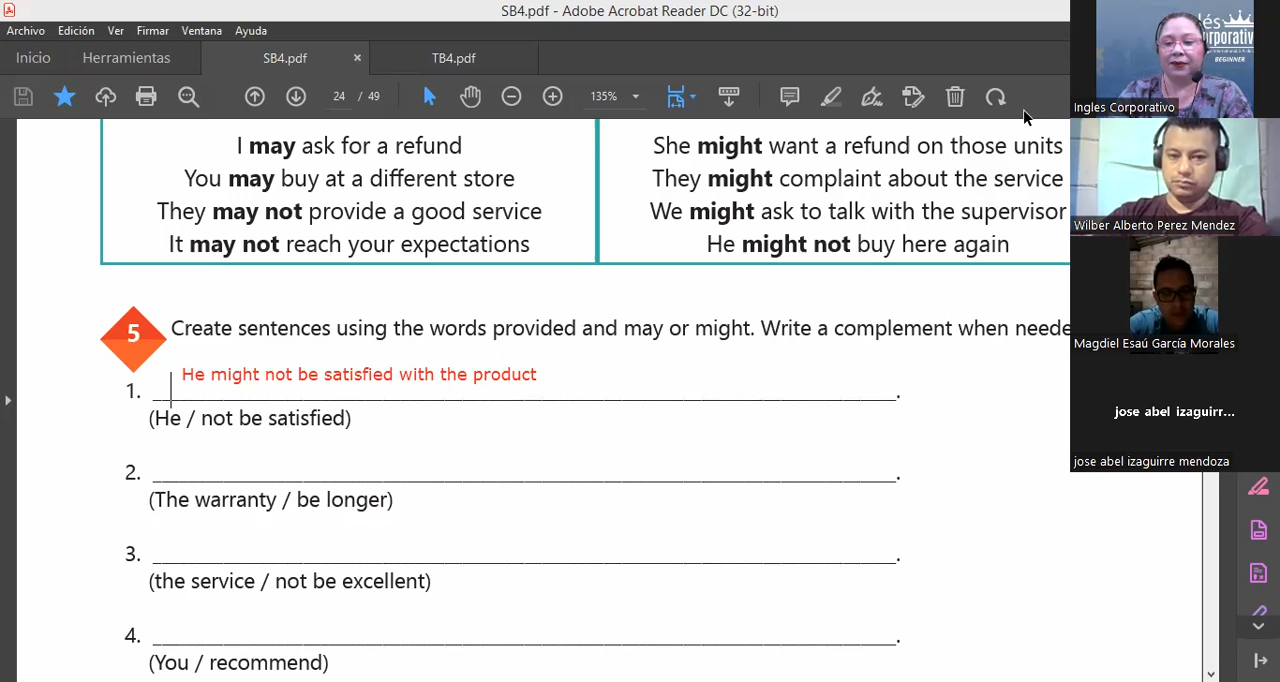 SB4.pdf - Adobe Acrobat Reader DC (32-bit)
Archivo Edición Ver Firmar Ventana Ayuda
Inicio Herramientas SB4.pdf × TB4.pdf
24 / 49 135%
I may ask for a refund
You may buy at a different store
They may not provide a good service
It may not reach your expectations
She might want a refund on those units
They might complaint about the service
We might ask to talk with the supervisor
He might not buy here again
5 Create sentences using the words provided and may or might. Write a complement when neede
He might not be satisfied with the product
1. ____________________.
(He / not be satisfied)
2. ____________________.
(The warranty / be longer)
3. ____________________.
(the service / not be excellent)
4. ____________________.
(You / recommend)
BEGINNER
Ingles Corporativo
Wilber Alberto Perez Mendez
Magdiel Esaú García Morales
jose abel izaguirr...
jose abel izaguirre mendoza